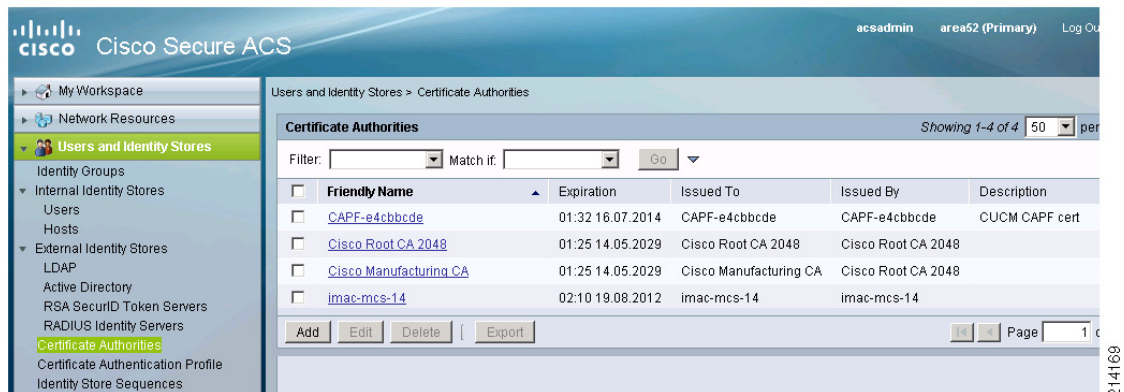 CISCO Cisco Secure ACS
acsadmin area52 (Primary) Log Ou
My Workspace
Network Resources
Users and Identity Stores
Identity Groups
Internal Identity Stores
Users
Hosts
External Identity Stores
LDAP
Active Directory
RSA SecurID Token Servers
RADIUS Identity Servers
Certificate Authorities
Certificate Authentication Profile
Identity Store Sequences
Users and Identity Stores > Certificate Authorities
Certificate Authorities Showing 1-4 of 4 50 per
Filter: Match if: Go
Friendly Name Expiration Issued To Issued By Description
CAPF-e4cbbcde 01:32 16.07.2014 CAPF-e4cbbcde CAPF-e4cbbcde CUCM CAPF cert
Cisco Root CA 2048 01:25 14.05.2029 Cisco Root CA 2048 Cisco Root CA 2048
Cisco Manufacturing CA 01:25 14.05.2029 Cisco Manufacturing CA Cisco Root CA 2048
imac-mcs-14 02:10 19.08.2012 imac-mcs-14 imac-mcs-14
Add Edit Delete | Export Page 1
214169